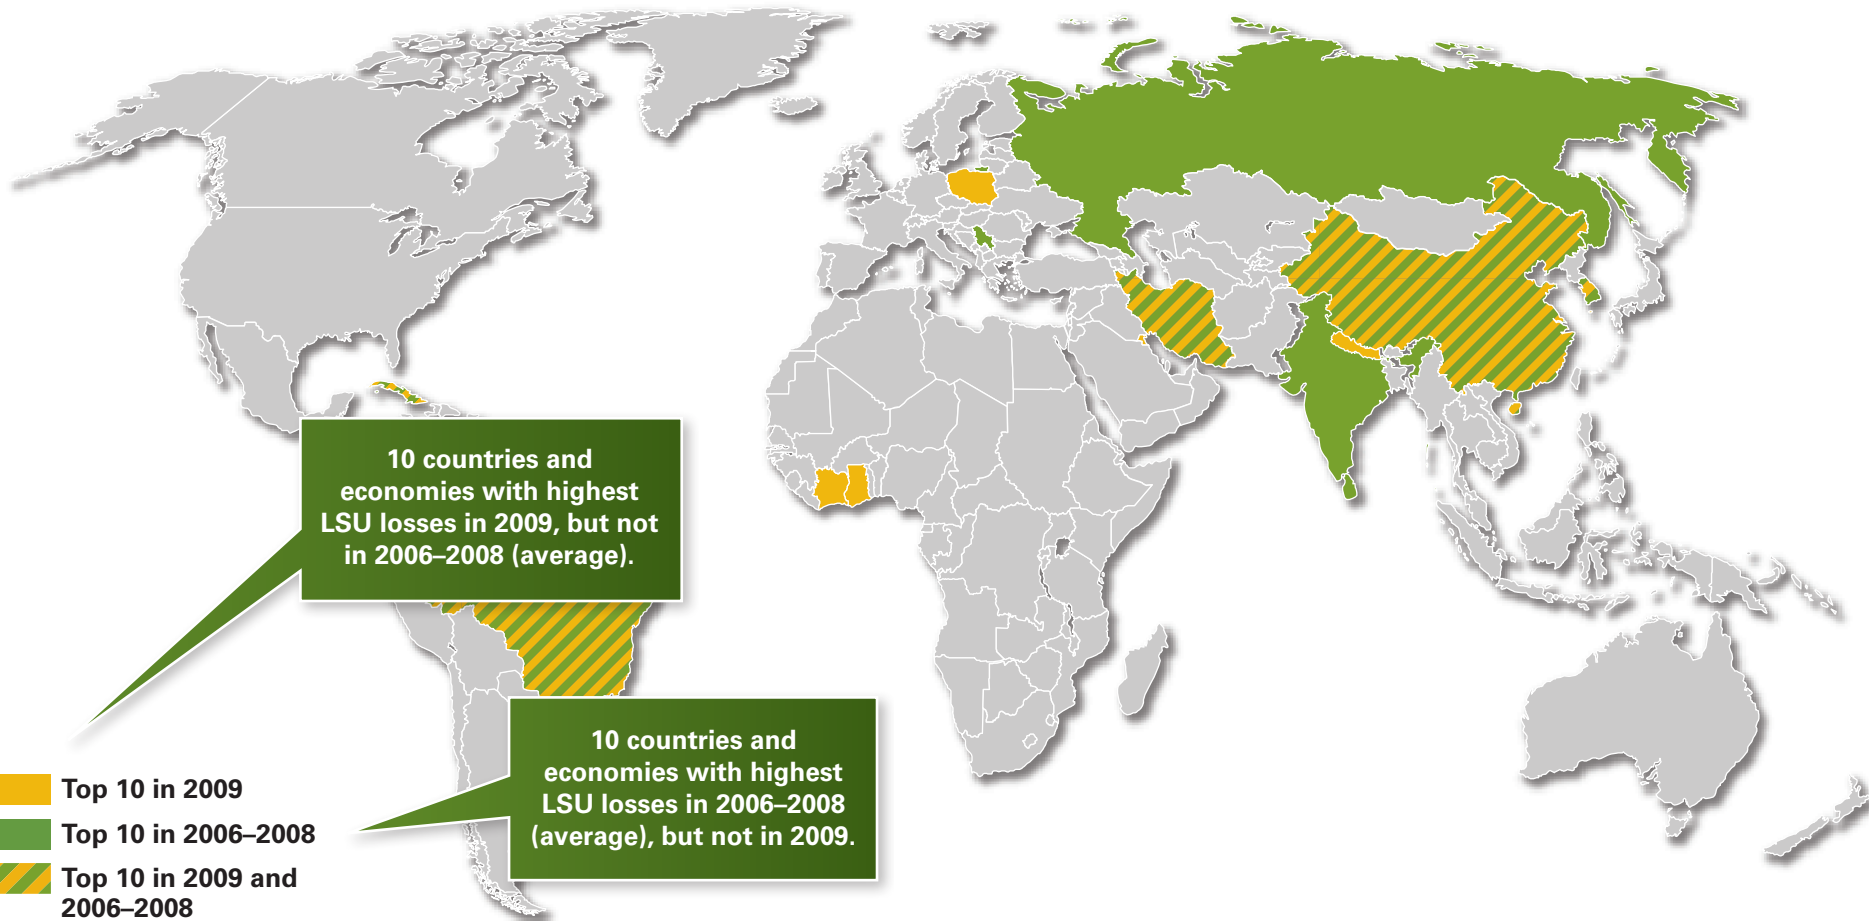 10 countries and
economies with highest
LSU losses in 2009, but not
in 2006–2008 (average).
10 countries and
economies with highest
LSU losses in 2006–2008
(average), but not in 2009.
Top 10 in 2009
Top 10 in 2006–2008
Top 10 in 2009 and
2006–2008